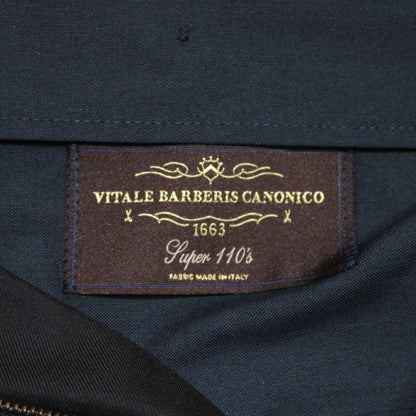 VITALE BARBERIS CANONICO
1663
Super 110's
FABRIC MADE IN ITALY